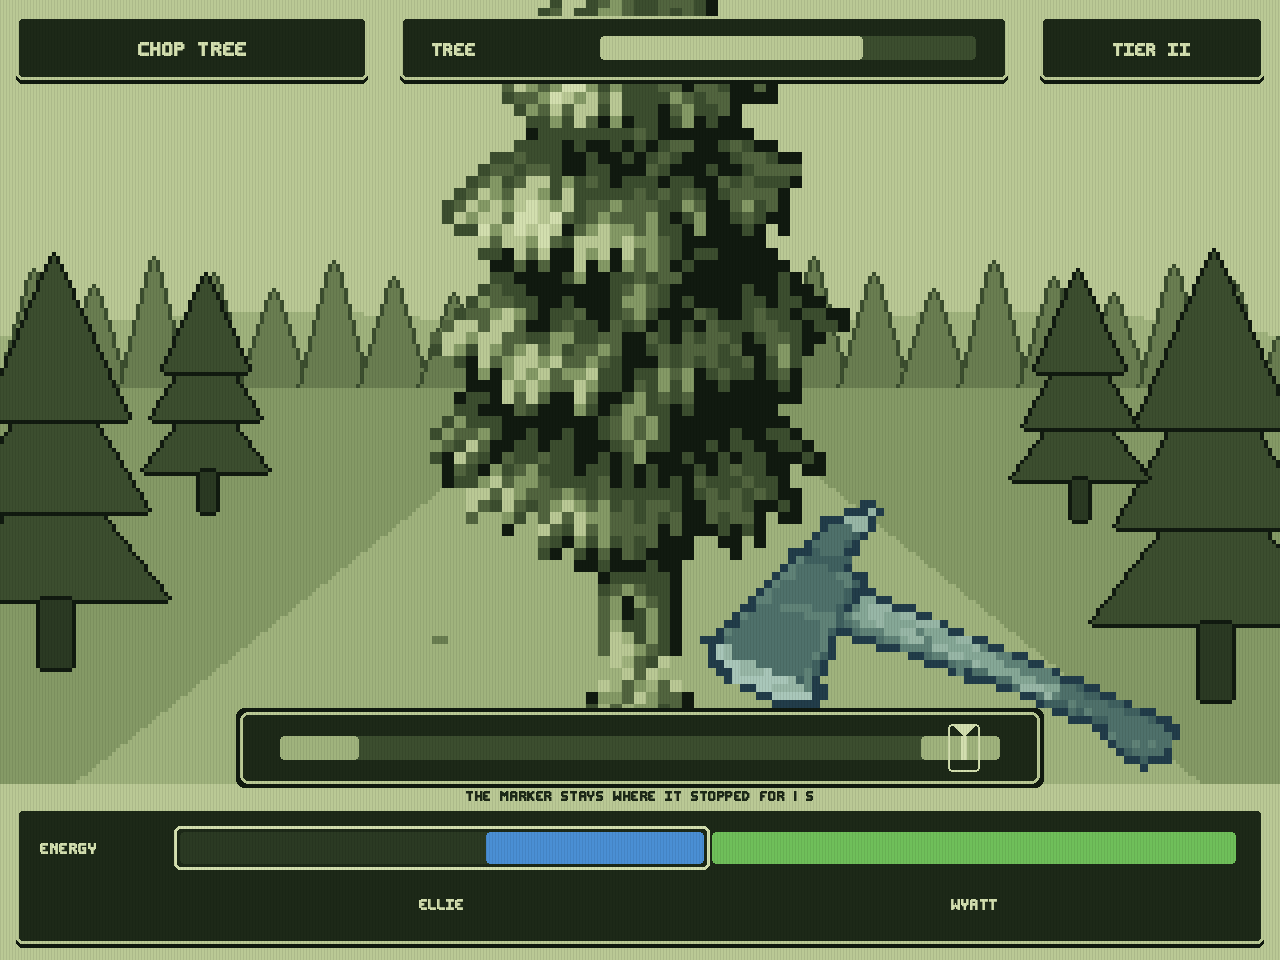 CHOP TREE
TREE
TIER II
THE MARKER STAYS WHERE IT STOPPED FOR 1 S
ENERGY
ELLIE
WYATT